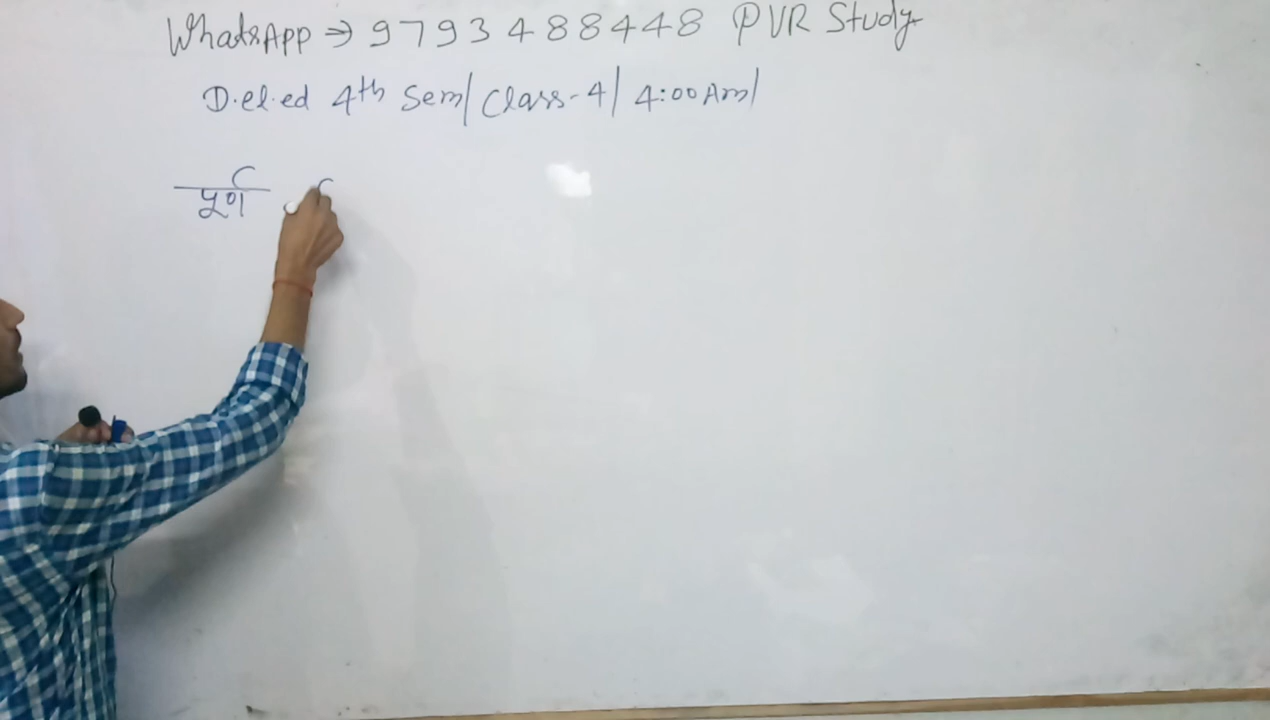 WhatsApp ⇒ 9793488448 PVR Study
D.el.ed 4th Sem/ Class-4/ 4:00 Am/
पूर्ण